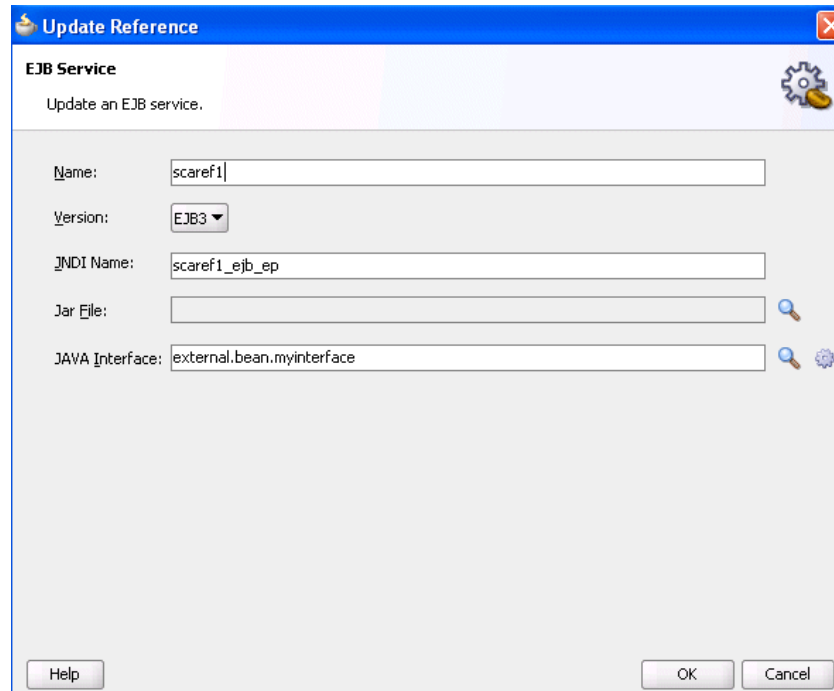 Update Reference
EJB Service
Update an EJB service.
Name: scaref1
Version: EJB3
JNDI Name: scaref1_ejb_ep
Jar File:
JAVA Interface: external.bean.myinterface
Help OK Cancel